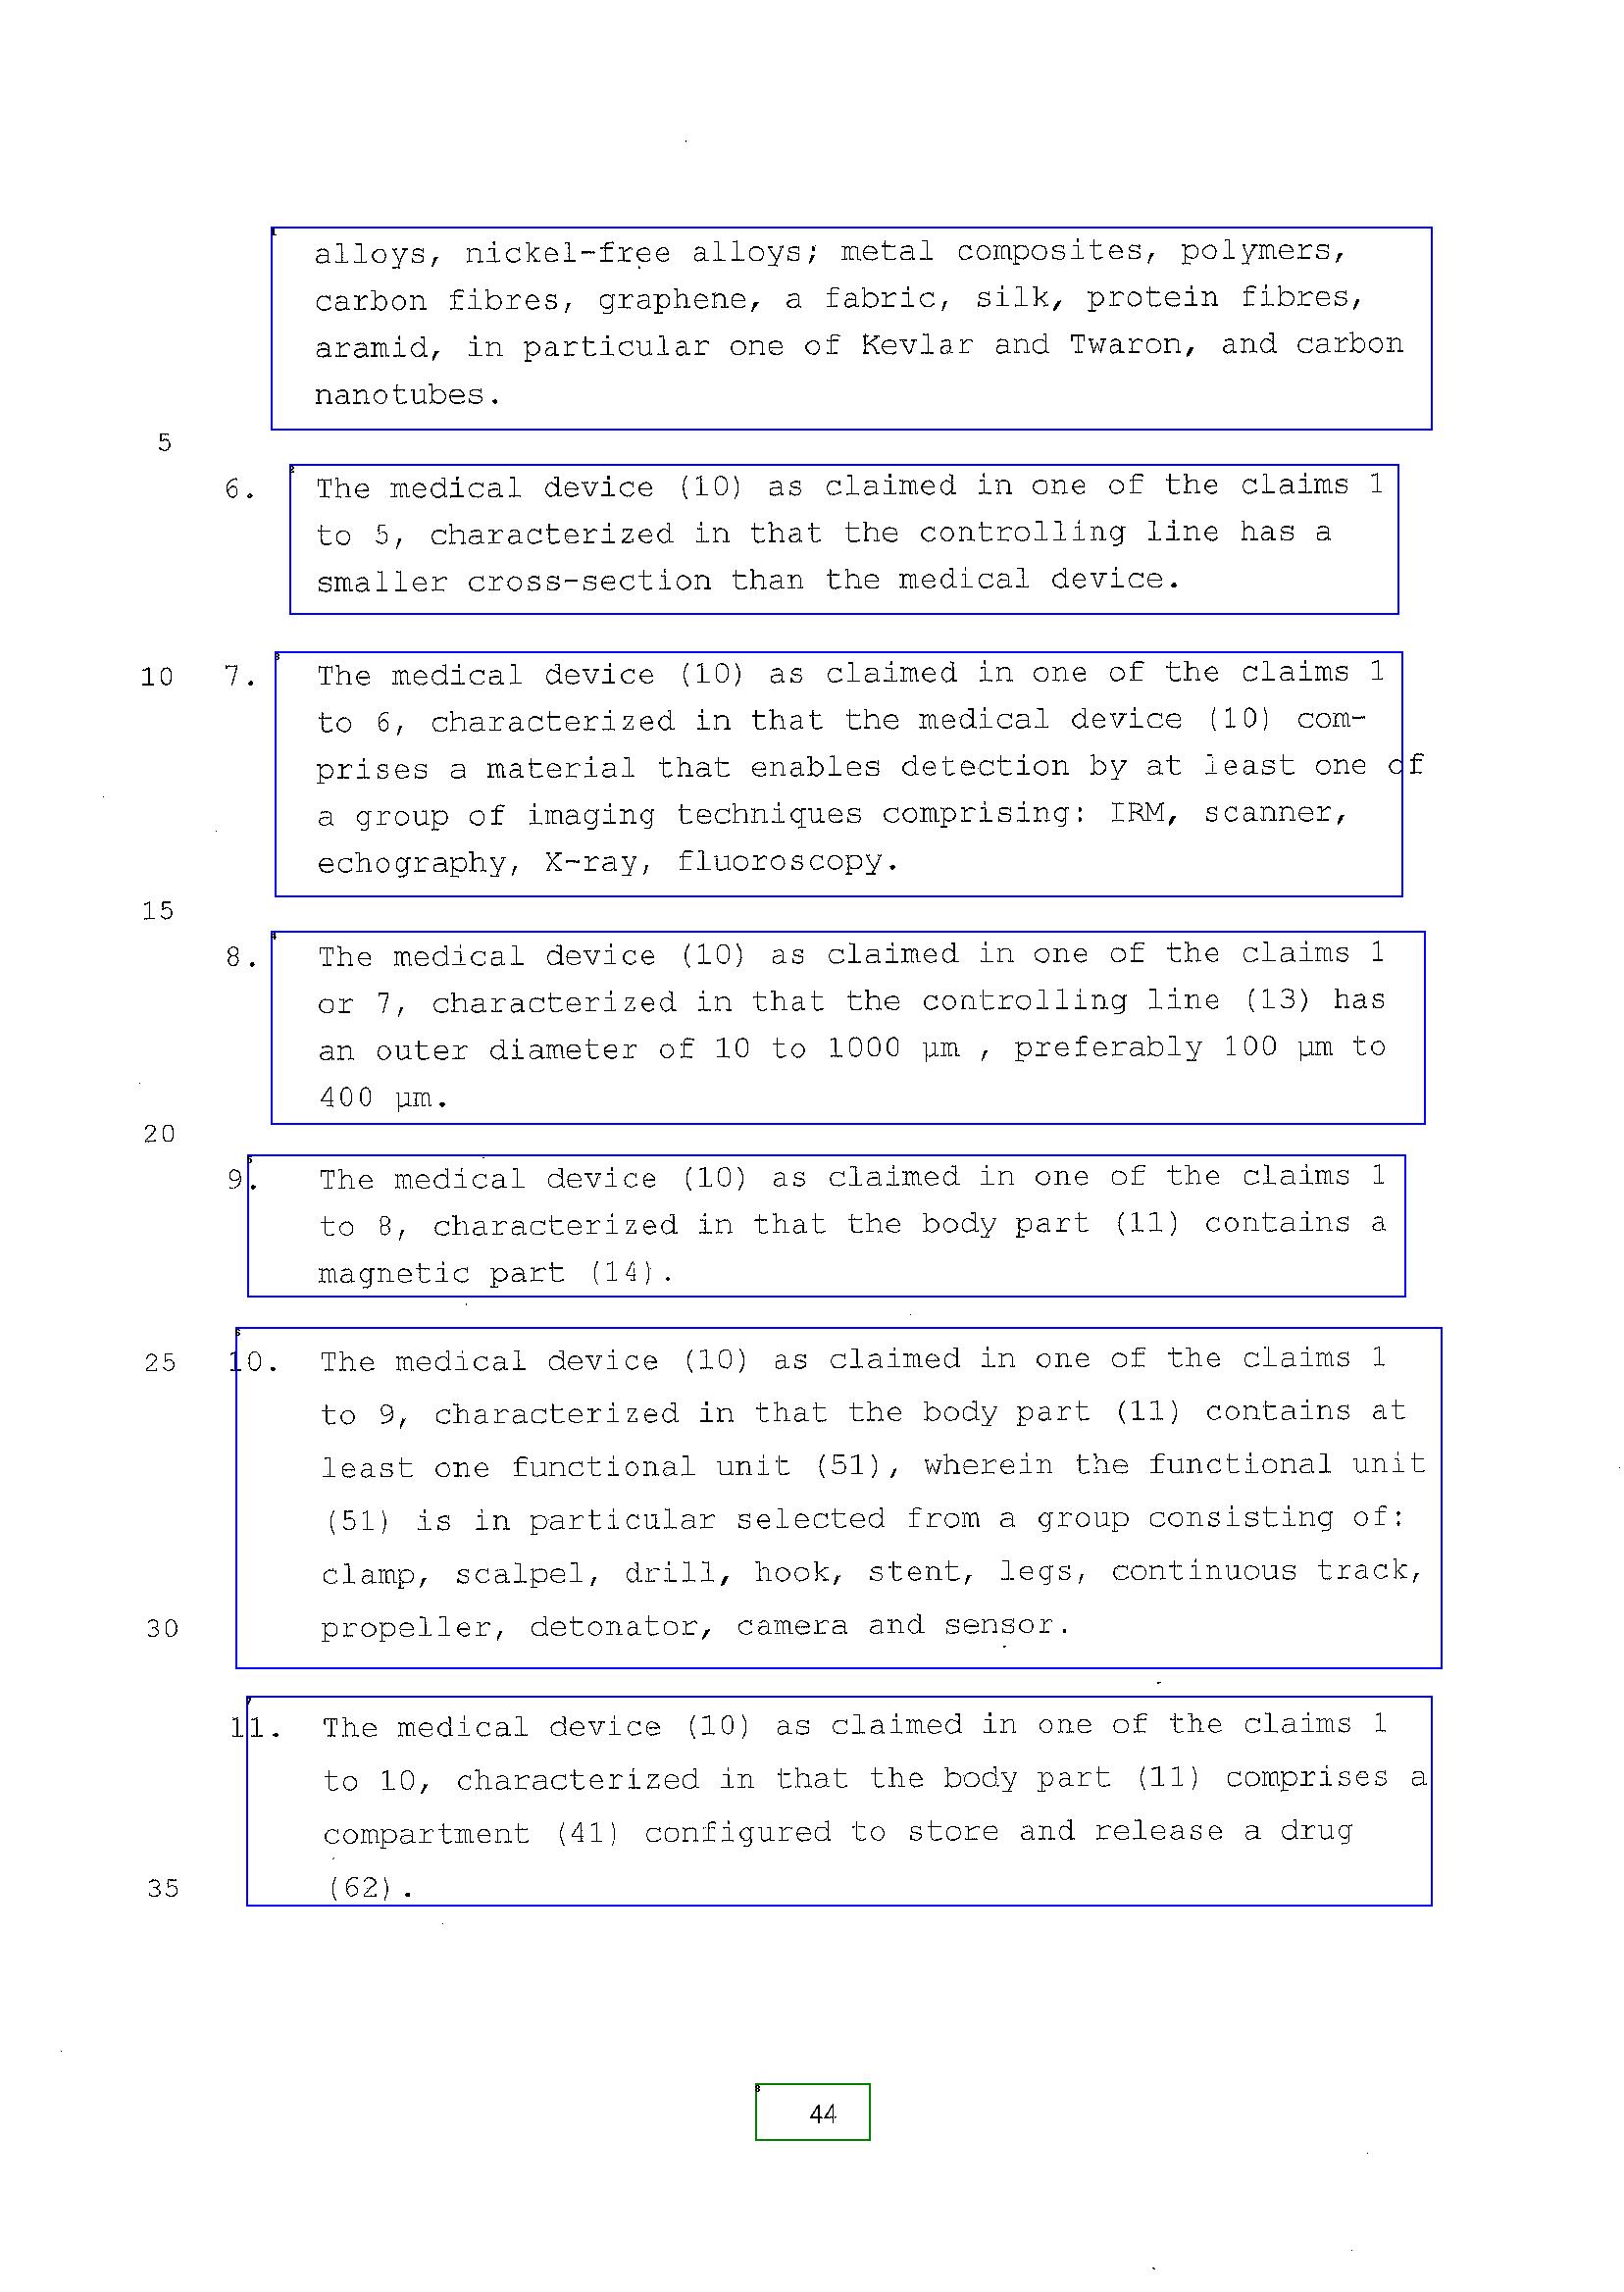 alloys, nickel-free alloys; metal composites, polymers,
carbon fibres, graphene, a fabric, silk, protein fibres,
aramid, in particular one of Kevlar and Twaron, and carbon
nanotubes.
5
6. The medical device (10) as claimed in one of the claims 1
to 5, characterized in that the controlling line has a
smaller cross-section than the medical device.
10 7. The medical device (10) as claimed in one of the claims 1
to 6, characterized in that the medical device (10) com-
prises a material that enables detection by at least one of
a group of imaging techniques comprising: IRM, scanner,
echography, X-ray, fluoroscopy.
15
8. The medical device (10) as claimed in one of the claims 1
or 7, characterized in that the controlling line (13) has
an outer diameter of 10 to 1000 µm , preferably 100 µm to
400 µm.
20
9. The medical device (10) as claimed in one of the claims 1
to 8, characterized in that the body part (11) contains a
magnetic part (14).
25 10. The medical device (10) as claimed in one of the claims 1
to 9, characterized in that the body part (11) contains at
least one functional unit (51), wherein the functional unit
(51) is in particular selected from a group consisting of:
clamp, scalpel, drill, hook, stent, legs, continuous track,
30 propeller, detonator, camera and sensor.
11. The medical device (10) as claimed in one of the claims 1
to 10, characterized in that the body part (11) comprises a
compartment (41) configured to store and release a drug
35 (62).
44